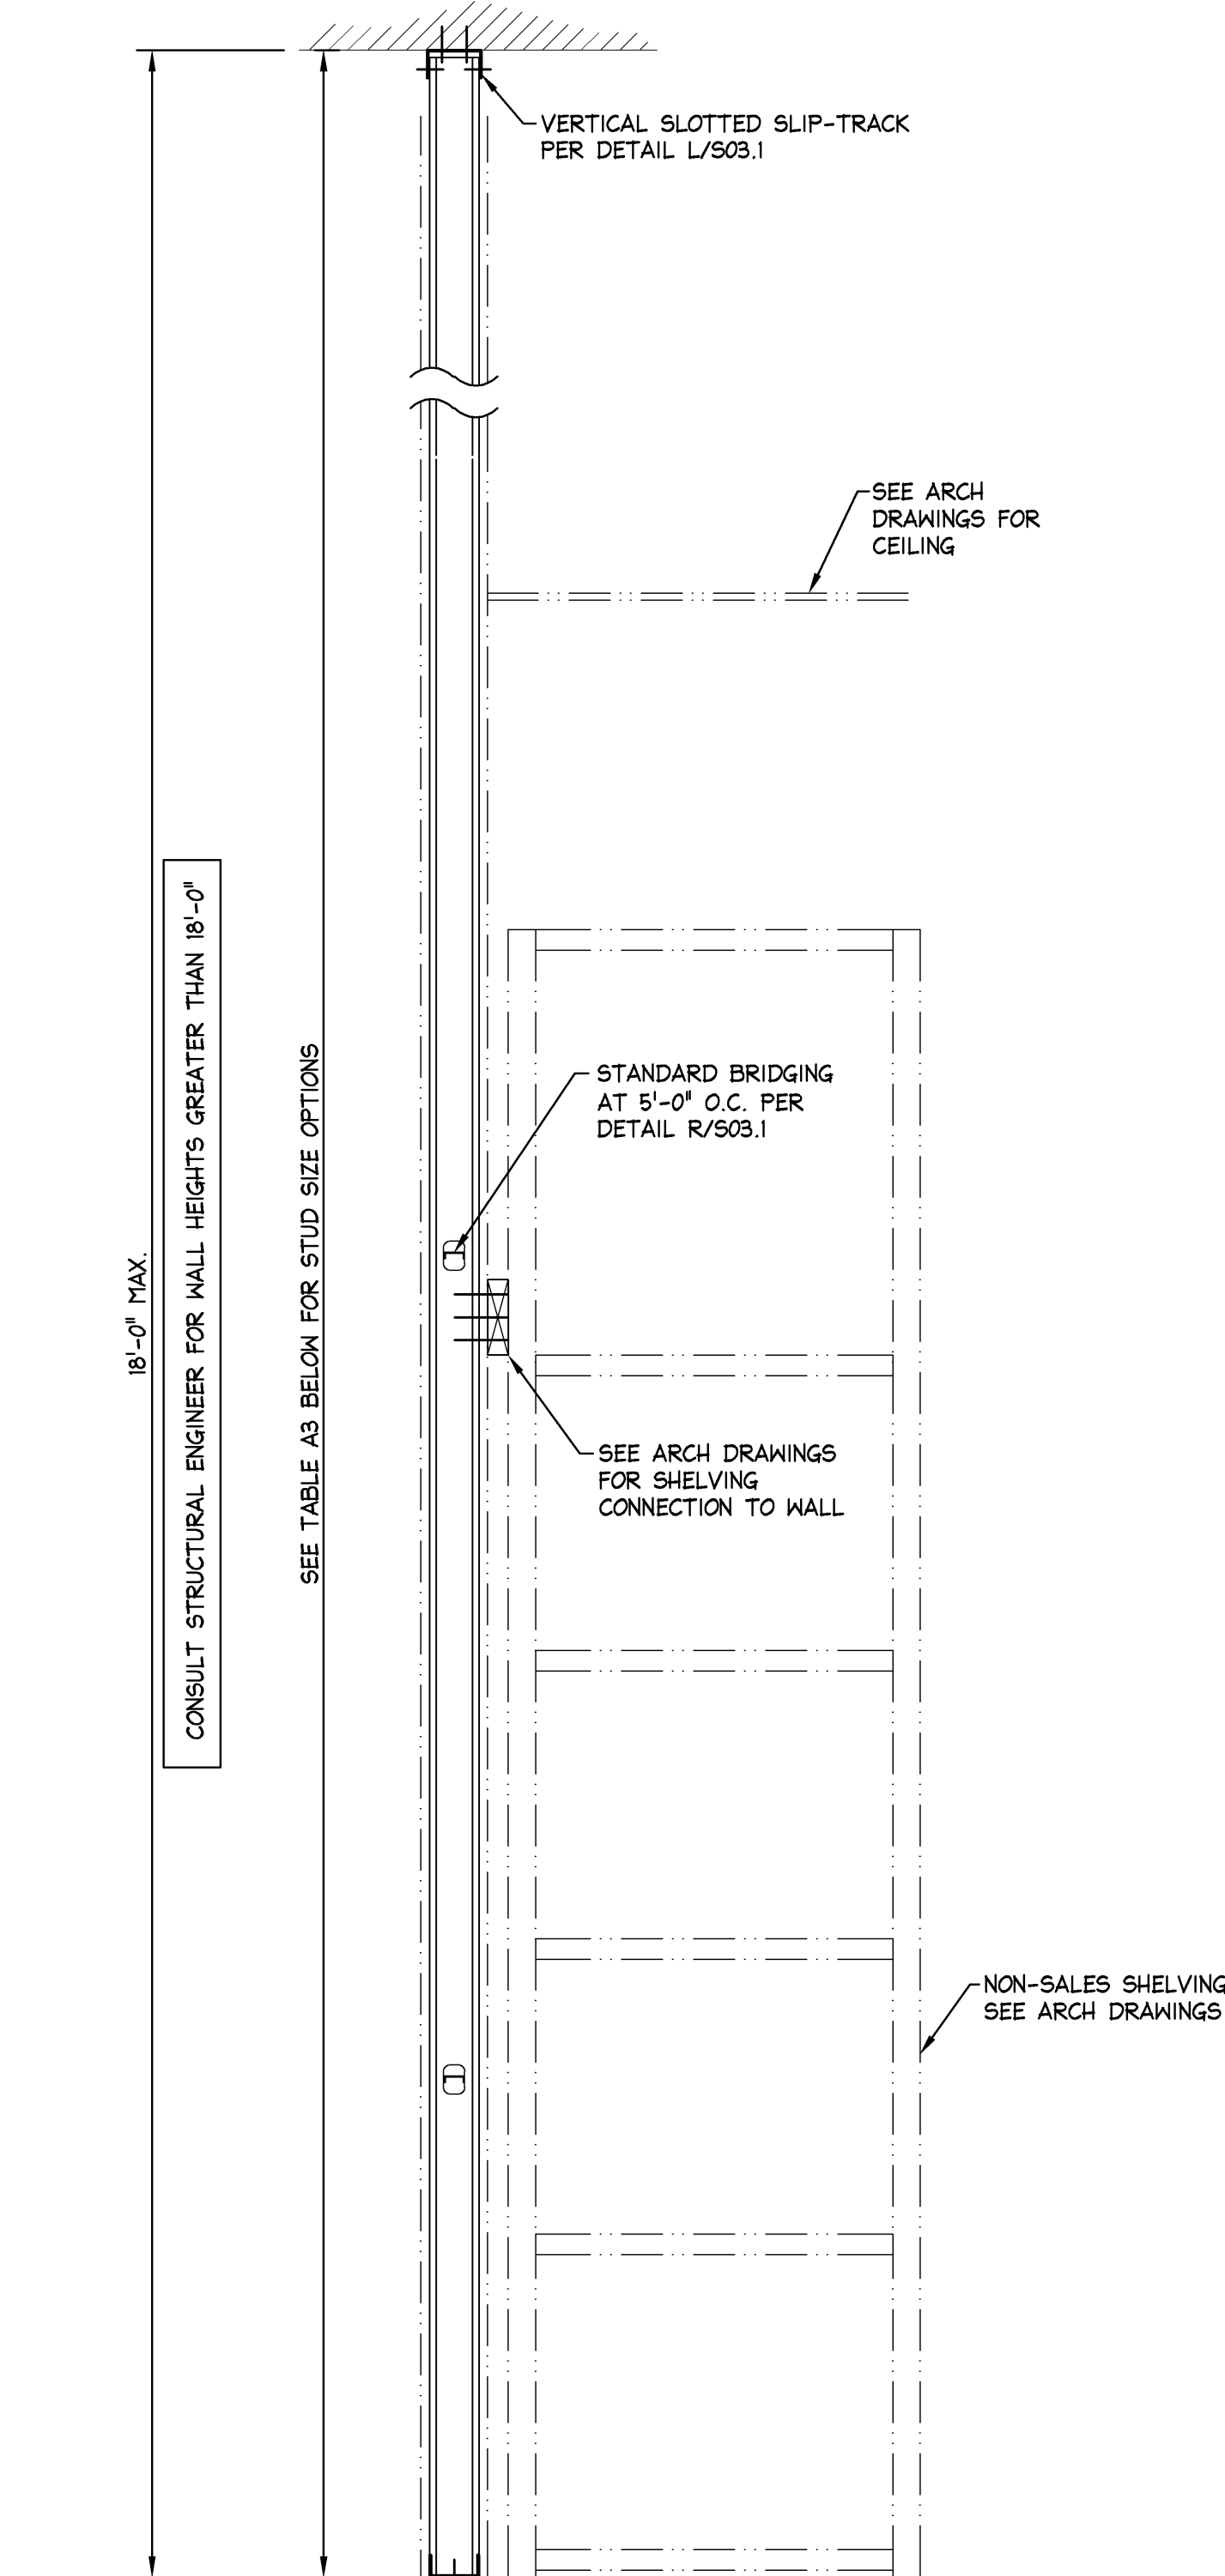 VERTICAL SLOTTED SLIP-TRACK
PER DETAIL L/S03.1
SEE ARCH
DRAWINGS FOR
CEILING
18'-0" MAX.
CONSULT STRUCTURAL ENGINEER FOR WALL HEIGHTS GREATER THAN 18'-0"
SEE TABLE A3 BELOW FOR STUD SIZE OPTIONS
STANDARD BRIDGING
AT 5'-0" O.C. PER
DETAIL R/S03.1
SEE ARCH DRAWINGS
FOR SHELVING
CONNECTION TO WALL
NON-SALES SHELVING
SEE ARCH DRAWINGS